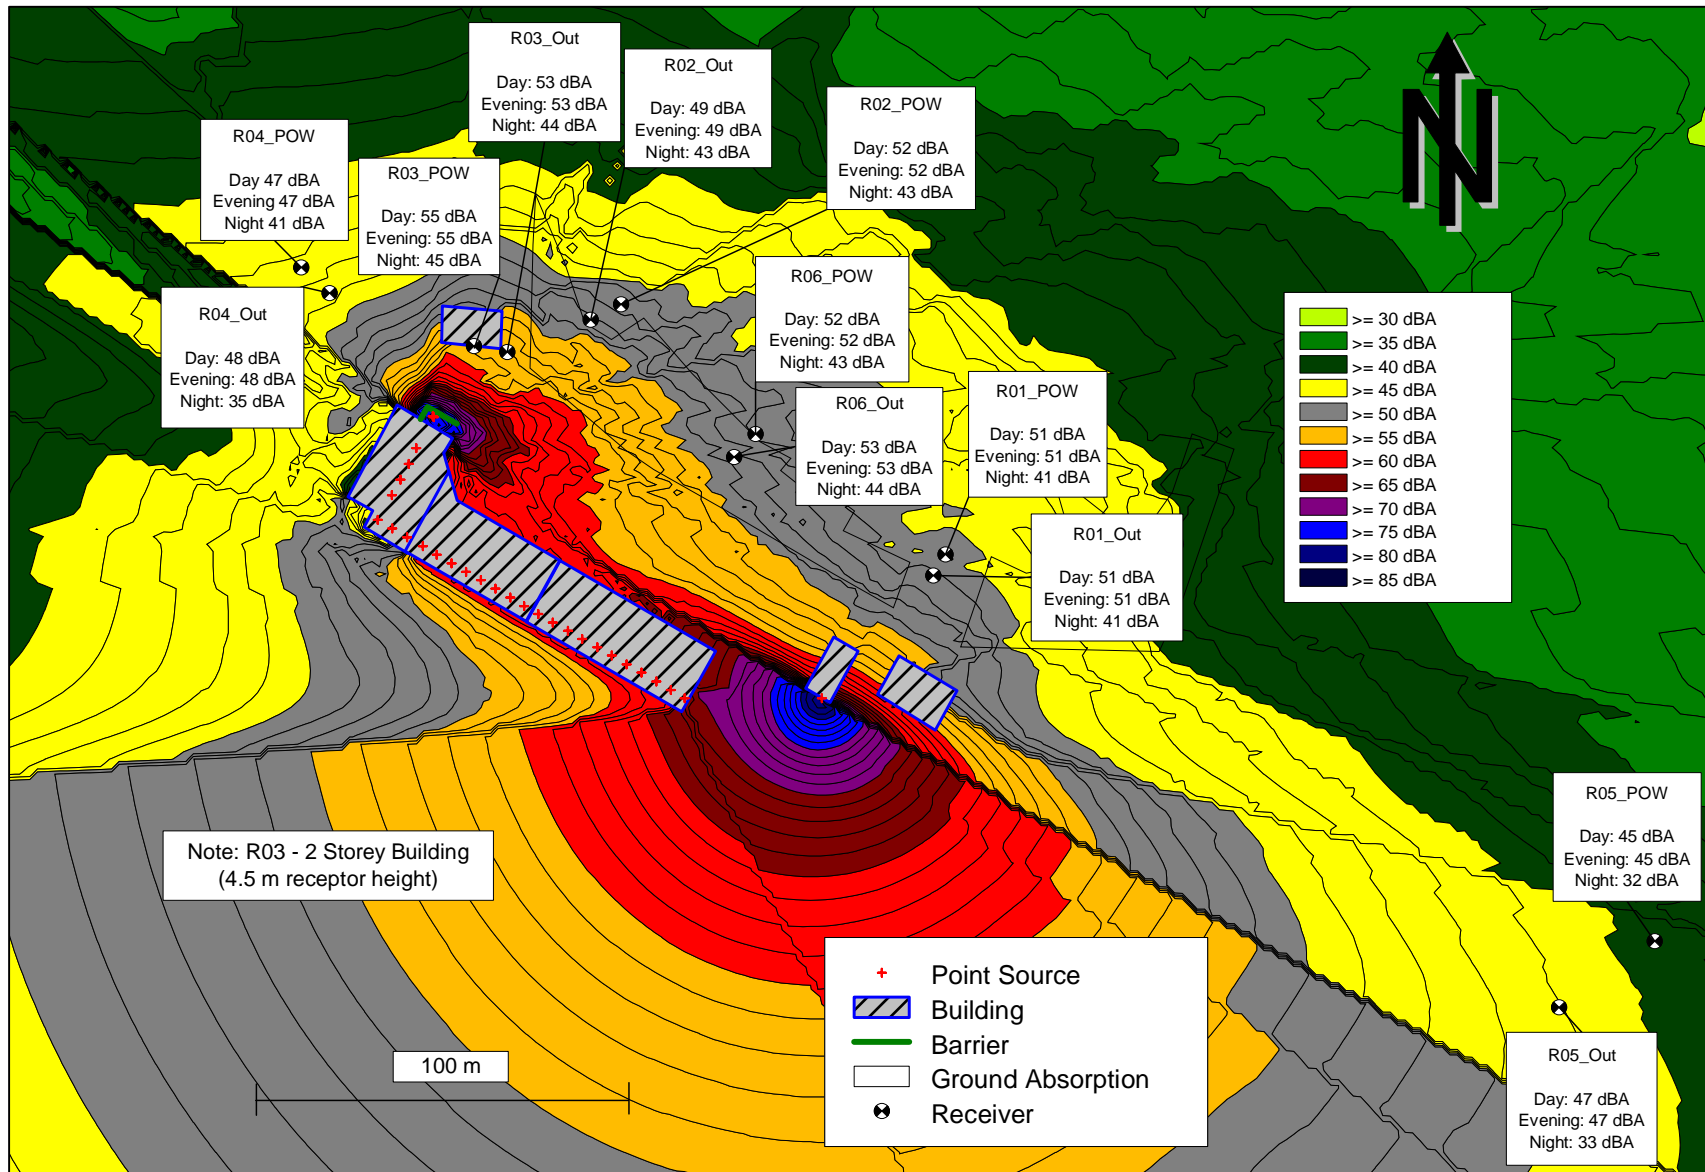 R03_Out
Day: 53 dBA
Evening: 53 dBA
Night: 44 dBA
R02_Out
Day: 49 dBA
Evening: 49 dBA
Night: 43 dBA
R02_POW
Day: 52 dBA
Evening: 52 dBA
Night: 43 dBA
R04_POW
Day 47 dBA
Evening 47 dBA
Night 41 dBA
R03_POW
Day: 55 dBA
Evening: 55 dBA
Night: 45 dBA
N
R06_POW
Day: 52 dBA
Evening: 52 dBA
Night: 43 dBA
R04_Out
Day: 48 dBA
Evening: 48 dBA
Night: 35 dBA
R06_Out
Day: 53 dBA
Evening: 53 dBA
Night: 44 dBA
R01_POW
Day: 51 dBA
Evening: 51 dBA
Night: 41 dBA
R01_Out
Day: 51 dBA
Evening: 51 dBA
Night: 41 dBA
>= 30 dBA
>= 35 dBA
>= 40 dBA
>= 45 dBA
>= 50 dBA
>= 55 dBA
>= 60 dBA
>= 65 dBA
>= 70 dBA
>= 75 dBA
>= 80 dBA
>= 85 dBA
R05_POW
Day: 45 dBA
Evening: 45 dBA
Night: 32 dBA
Note: R03 - 2 Storey Building
(4.5 m receptor height)
100 m
Point Source
Building
Barrier
Ground Absorption
Receiver
R05_Out
Day: 47 dBA
Evening: 47 dBA
Night: 33 dBA